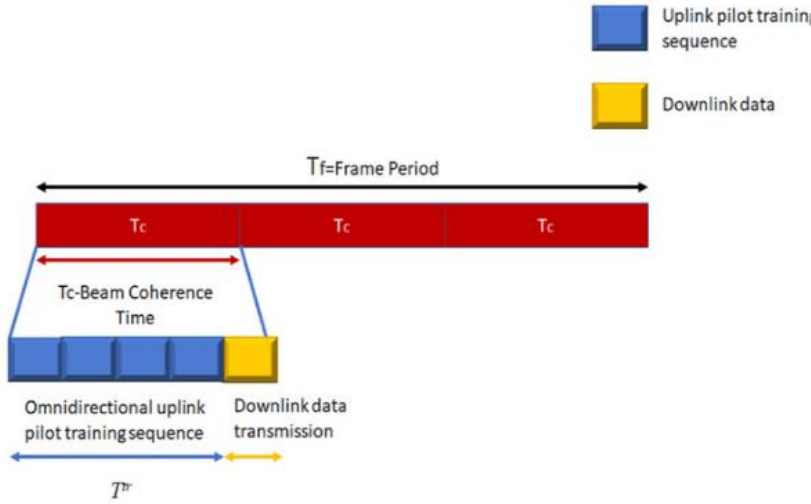 Uplink pilot training
sequence
Downlink data
Tf=Frame Period
Tc
Tc
Tc
Tc-Beam Coherence
Time
Omnidirectional uplink
pilot training sequence
Downlink data
transmission
Tᵗʳ